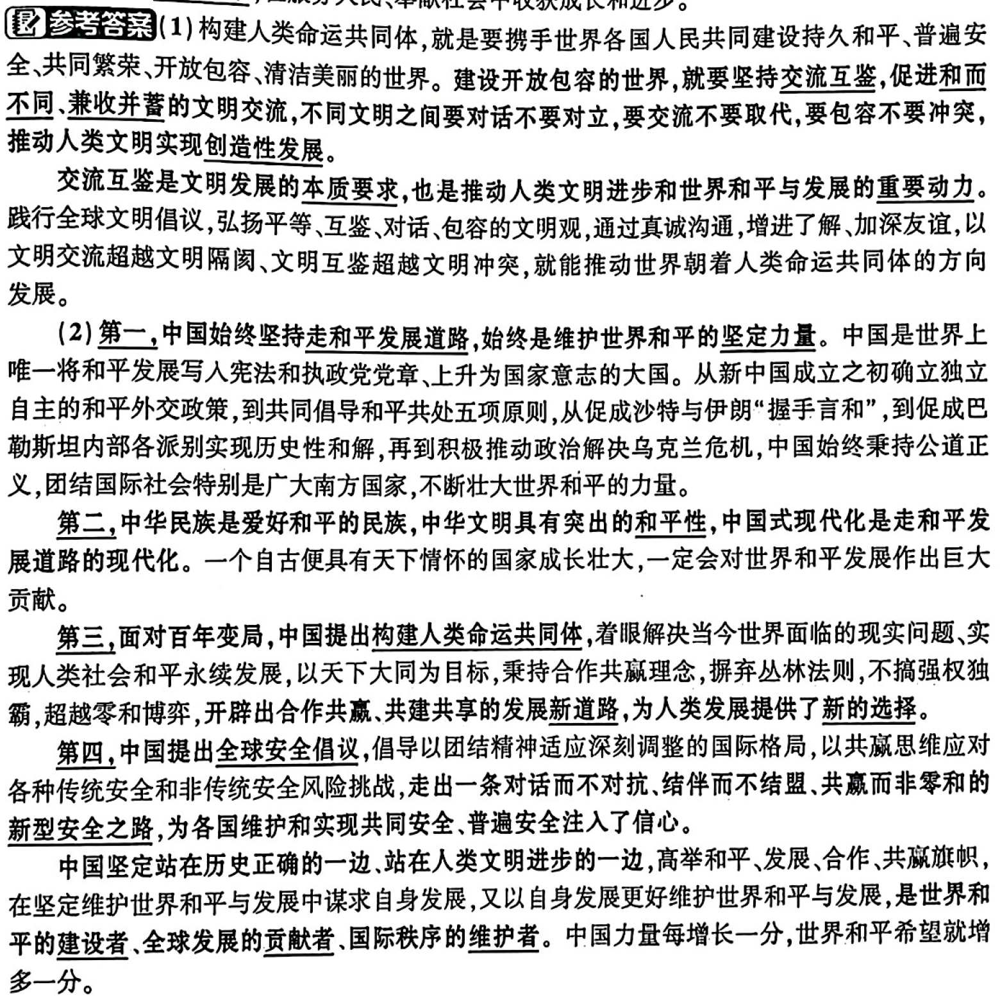 在服务人民、奉献社会中收获成长和进步。
参考答案 (1)构建人类命运共同体,就是要携手世界各国人民共同建设持久和平、普遍安
全、共同繁荣、开放包容、清洁美丽的世界。建设开放包容的世界,就要坚持交流互鉴,促进和而
不同、兼收并蓄的文明交流,不同文明之间要对话不要对立,要交流不要取代,要包容不要冲突,
推动人类文明实现创造性发展。
交流互鉴是文明发展的本质要求,也是推动人类文明进步和世界和平与发展的重要动力。
践行全球文明倡议,弘扬平等、互鉴、对话、包容的文明观,通过真诚沟通,增进了解、加深友谊,以
文明交流超越文明隔阂、文明互鉴超越文明冲突,就能推动世界朝着人类命运共同体的方向
发展。
(2)第一,中国始终坚持走和平发展道路,始终是维护世界和平的坚定力量。中国是世界上
唯一将和平发展写入宪法和执政党党章、上升为国家意志的大国。从新中国成立之初确立独立
自主的和平外交政策,到共同倡导和平共处五项原则,从促成沙特与伊朗“握手言和”,到促成巴
勒斯坦内部各派别实现历史性和解,再到积极推动政治解决乌克兰危机,中国始终秉持公道正
义,团结国际社会特别是广大南方国家,不断壮大世界和平的力量。
第二,中华民族是爱好和平的民族,中华文明具有突出的和平性,中国式现代化是走和平发
展道路的现代化。一个自古便具有天下情怀的国家成长壮大,一定会对世界和平发展作出巨大
贡献。
第三,面对百年变局,中国提出构建人类命运共同体,着眼解决当今世界面临的现实问题、实
现人类社会和平永续发展,以天下大同为目标,秉持合作共赢理念,摒弃丛林法则,不搞强权独
霸,超越零和博弈,开辟出合作共赢、共建共享的发展新道路,为人类发展提供了新的选择。
第四,中国提出全球安全倡议,倡导以团结精神适应深刻调整的国际格局,以共赢思维应对
各种传统安全和非传统安全风险挑战,走出一条对话而不对抗、结伴而不结盟、共赢而非零和的
新型安全之路,为各国维护和实现共同安全、普遍安全注入了信心。
中国坚定站在历史正确的一边、站在人类文明进步的一边,高举和平、发展、合作、共赢旗帜,
在坚定维护世界和平与发展中谋求自身发展,又以自身发展更好维护世界和平与发展,是世界和
平的建设者、全球发展的贡献者、国际秩序的维护者。中国力量每增长一分,世界和平希望就增
多一分。